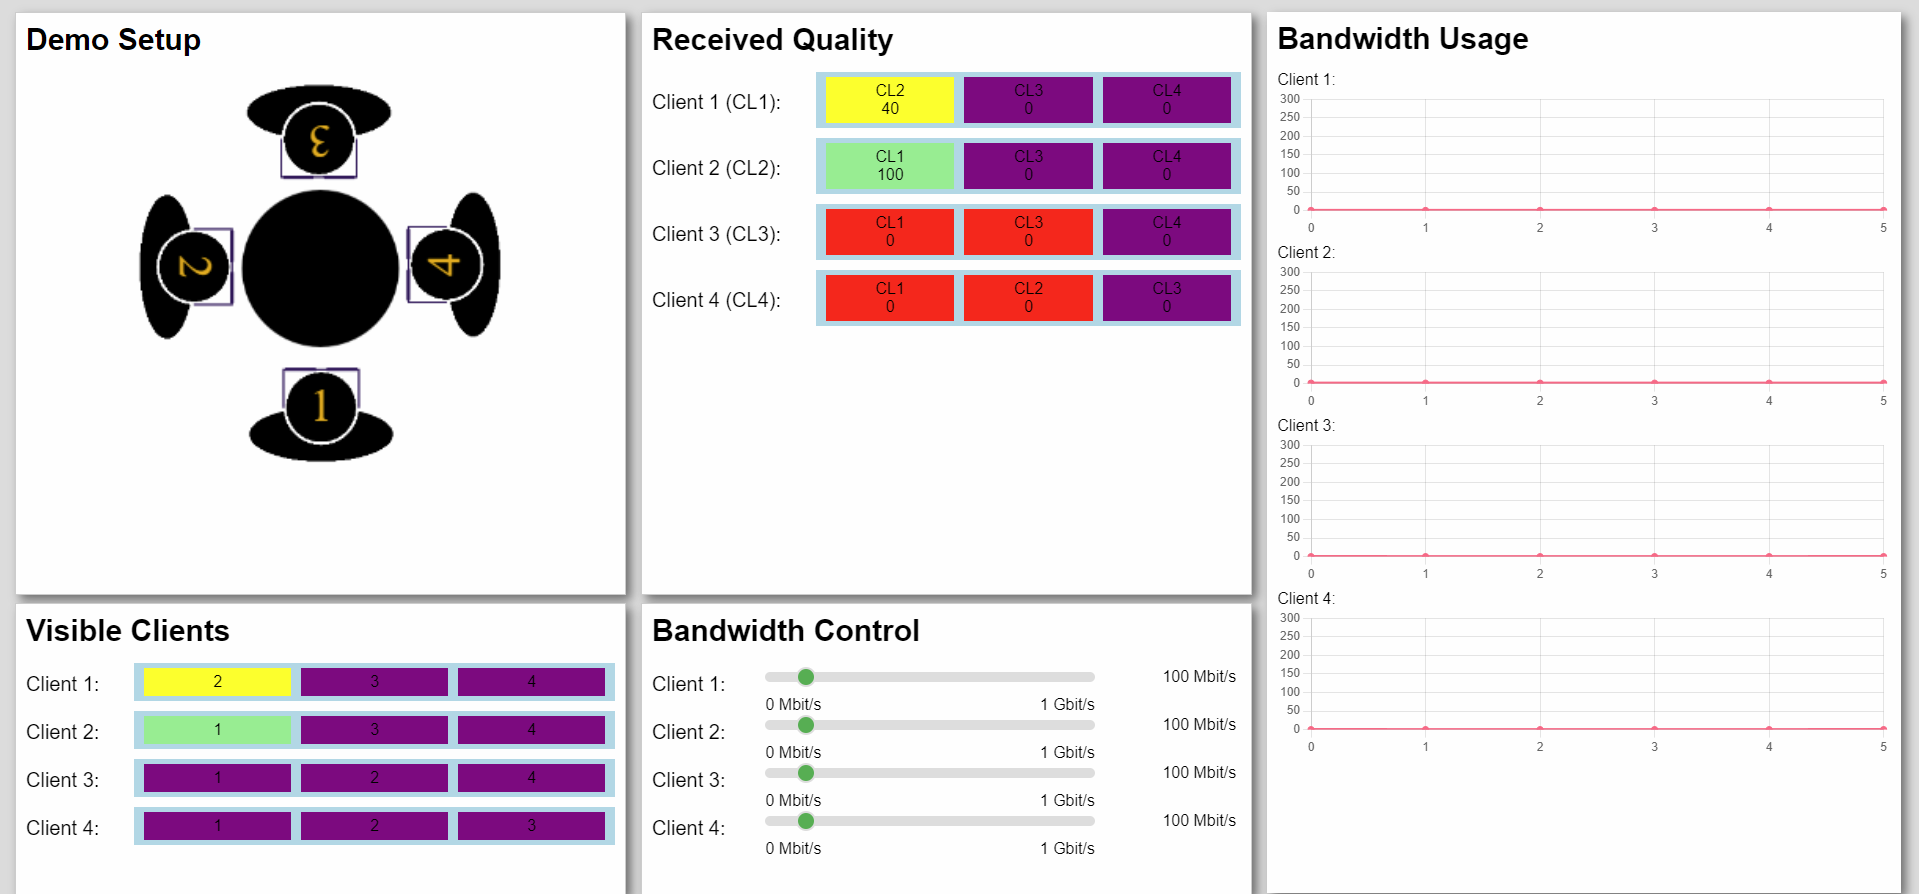 Demo Setup
3
2
4
1
Received Quality
Client 1 (CL1):
CL2
40
CL3
0
CL4
0
Client 2 (CL2):
CL1
100
CL3
0
CL4
0
Client 3 (CL3):
CL1
0
CL3
0
CL4
0
Client 4 (CL4):
CL1
0
CL2
0
CL3
0
Bandwidth Usage
Client 1:
300
250
200
150
100
50
0
0 1 2 3 4 5
Client 2:
300
250
200
150
100
50
0
0 1 2 3 4 5
Client 3:
300
250
200
150
100
50
0
0 1 2 3 4 5
Client 4:
300
250
200
150
100
50
0
0 1 2 3 4 5
Visible Clients
Client 1: 2 3 4
Client 2: 1 3 4
Client 3: 1 2 4
Client 4: 1 2 3
Bandwidth Control
Client 1: 100 Mbit/s
0 Mbit/s 1 Gbit/s
Client 2: 100 Mbit/s
0 Mbit/s 1 Gbit/s
Client 3: 100 Mbit/s
0 Mbit/s 1 Gbit/s
Client 4: 100 Mbit/s
0 Mbit/s 1 Gbit/s